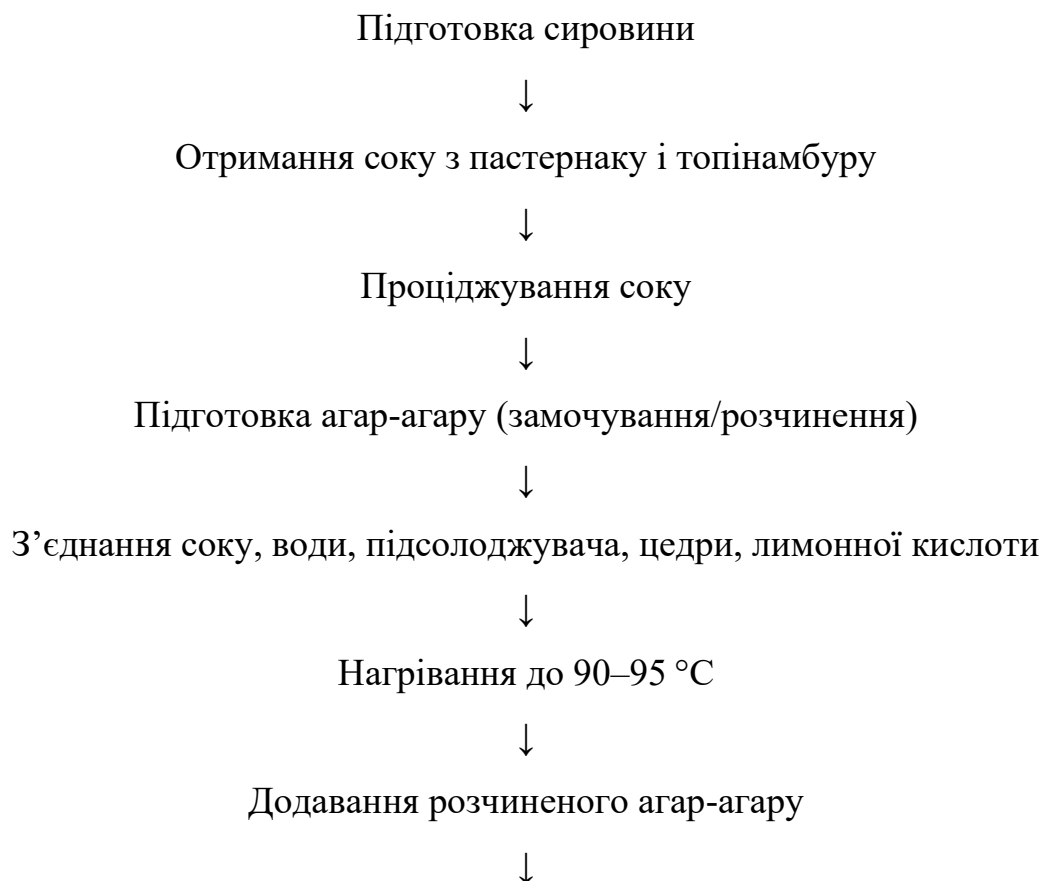 Підготовка сировини
↓
Отримання соку з пастернаку і топінамбуру
↓
Проціджування соку
↓
Підготовка агар-агару (замочування/розчинення)
↓
З’єднання соку, води, підсолоджувача, цедри, лимонної кислоти
↓
Нагрівання до 90–95 °C
↓
Додавання розчиненого агар-агару
↓